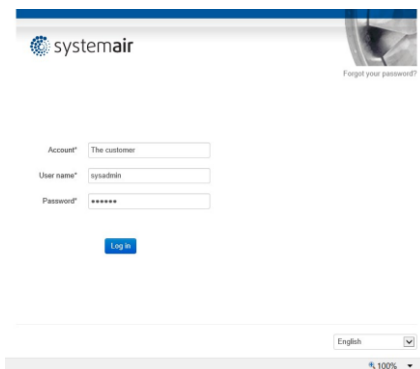 systemair
Forgot your password?
Account* The customer
User name* sysadmin
Password* ••••••
Log in
English
100%